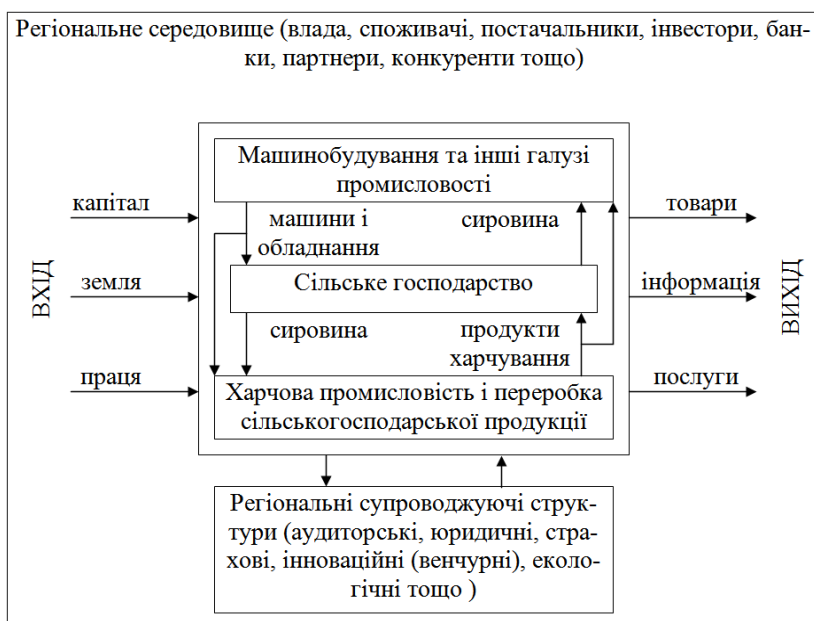 Регіональне середовище (влада, споживачі, постачальники, інвестори, бан-
ки, партнери, конкуренти тощо)
Машинобудування та інші галузі
промисловості
капітал
машини і
обладнання
сировина
товари
ВХІД
земля
Сільське господарство
інформація
ВИХІД
сировина
продукти
харчування
праця
Харчова промисловість і переробка
сільськогосподарської продукції
послуги
Регіональні супроводжуючі струк-
тури (аудиторські, юридичні, стра-
хові, інноваційні (венчурні), еколо-
гічні тощо )